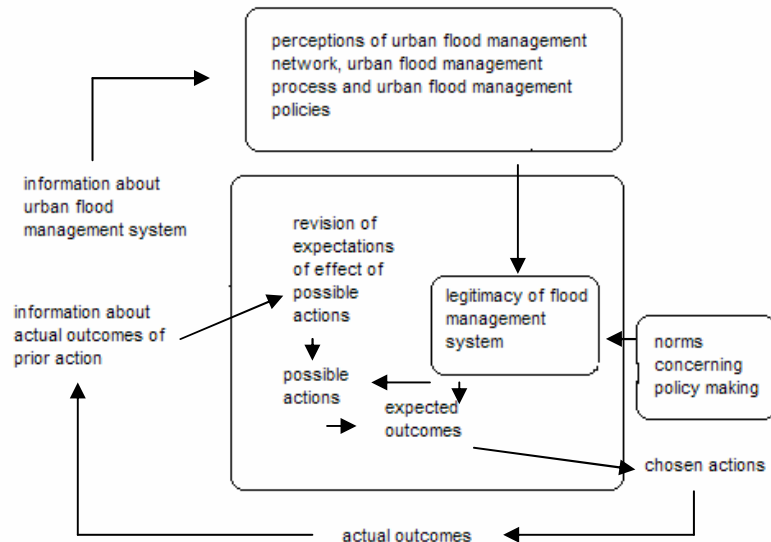 perceptions of urban flood management
network, urban flood management
process and urban flood management
policies
information about
urban flood
management system
revision of
expectations
of effect of
possible
actions
legitimacy of flood
management
system
information about
actual outcomes of
prior action
norms
concerning
policy making
possible
actions
expected
outcomes
chosen actions
actual outcomes